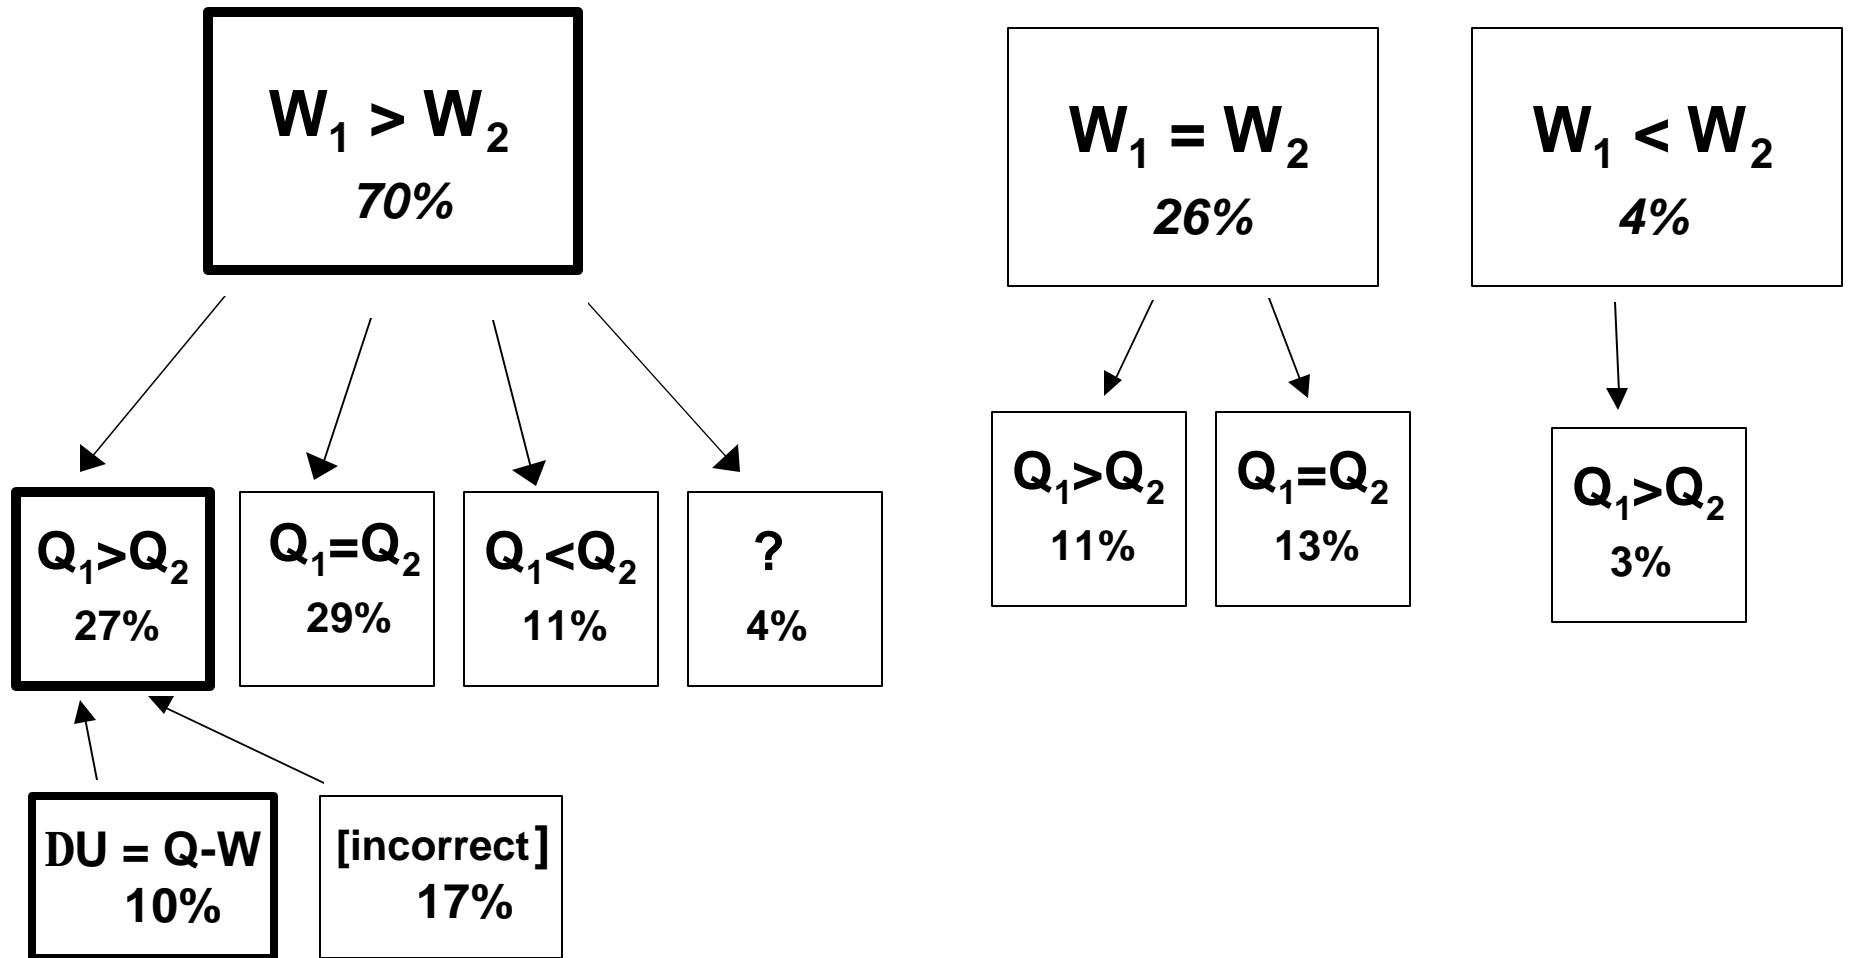 W₁ > W₂
70%
W₁ = W₂
26%
W₁ < W₂
4%
Q₁>Q₂
27%
Q₁=Q₂
29%
Q₁<Q₂
11%
?
4%
Q₁>Q₂
11%
Q₁=Q₂
13%
Q₁>Q₂
3%
DU = Q-W
10%
[incorrect]
17%